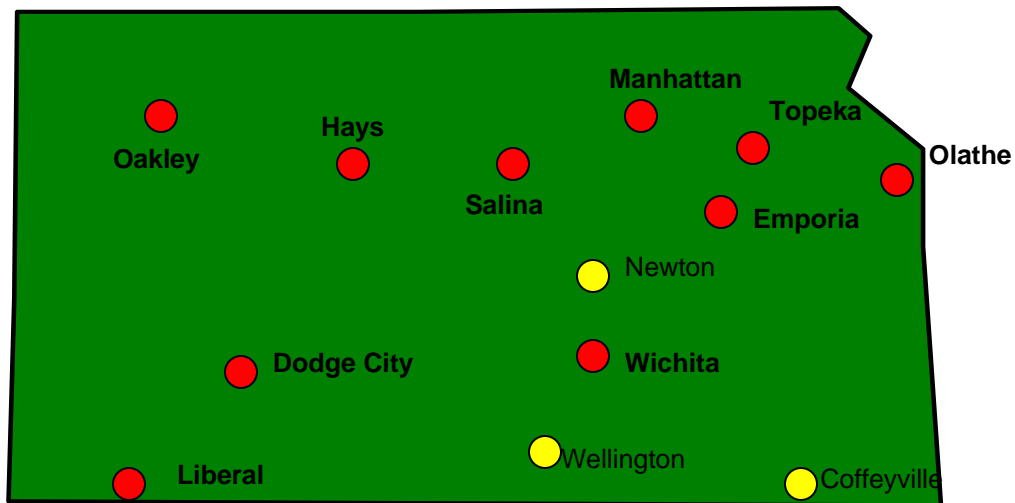 Manhattan
Topeka
Hays
Olathe
Oakley
Salina
Emporia
Newton
Dodge City
Wichita
Wellington
Liberal
Coffeyville